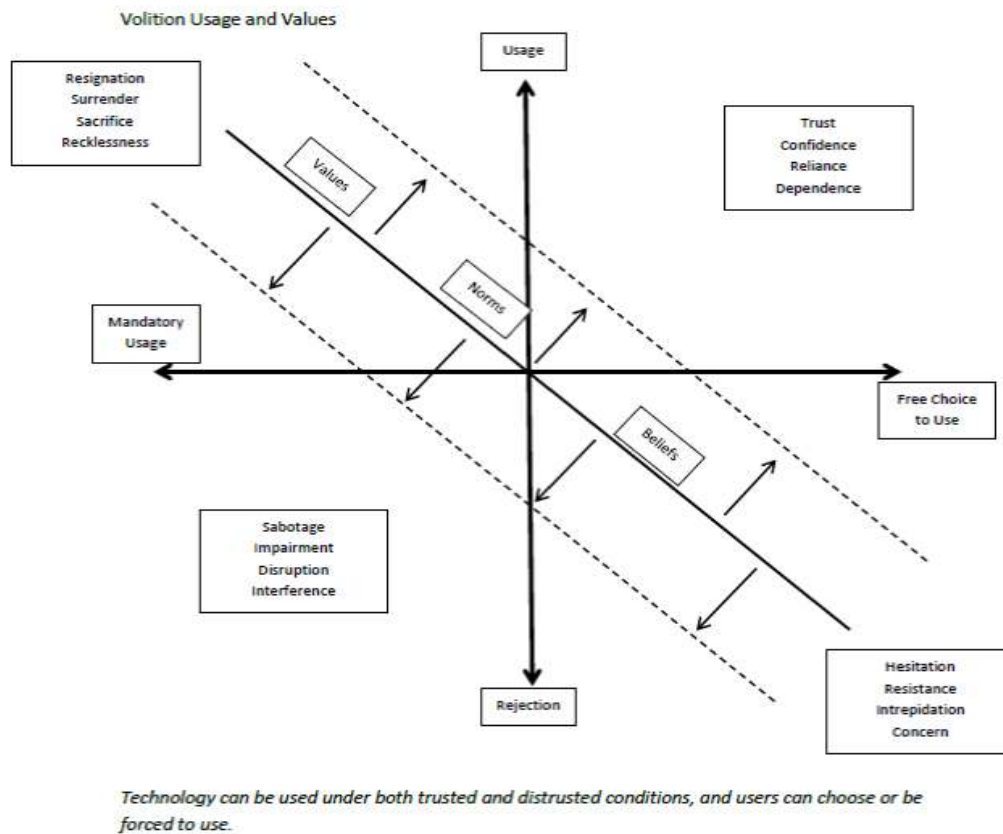 Volition Usage and Values
Usage
Resignation
Surrender
Sacrifice
Recklessness
Trust
Confidence
Reliance
Dependence
Values
Norms
Mandatory
Usage
Free Choice
to Use
Beliefs
Sabotage
Impairment
Disruption
Interference
Rejection
Hesitation
Resistance
Intrepidation
Concern
Technology can be used under both trusted and distrusted conditions, and users can choose or be
forced to use.